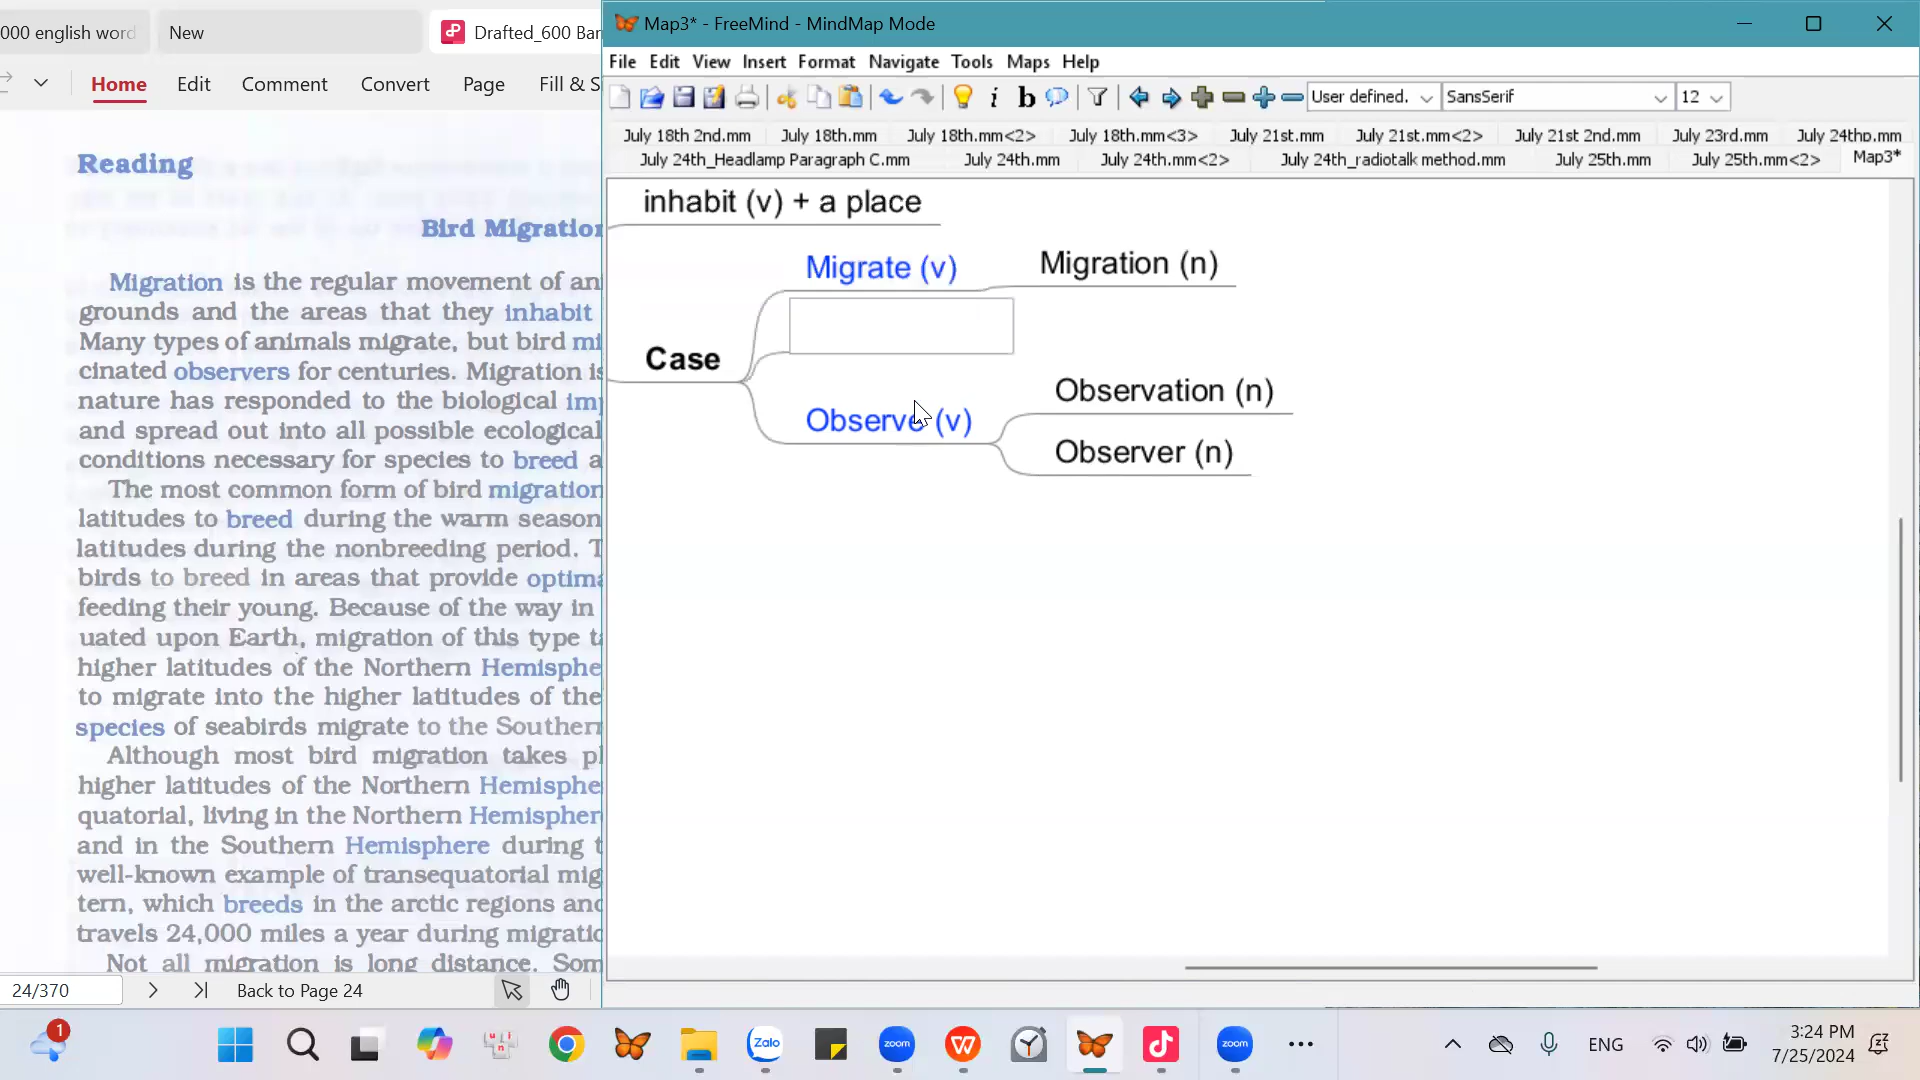 000 english word
New
Drafted_600 Bar
Home
Edit
Comment
Convert
Page
Fill & S
Reading
Bird Migration
Migration is the regular movement of an
grounds and the areas that they inhabit
Many types of animals migrate, but bird mi
cinated observers for centuries. Migration is
nature has responded to the biological imp
and spread out into all possible ecological
conditions necessary for species to breed a
The most common form of bird migration
latitudes to breed during the warm season
latitudes during the nonbreeding period. T
birds to breed in areas that provide optima
feeding their young. Because of the way in
uated upon Earth, migration of this type ta
higher latitudes of the Northern Hemisphe
to migrate into the higher latitudes of the
species of seabirds migrate to the Southern
Although most bird migration takes pl
higher latitudes of the Northern Hemisphe
quatorial, living in the Northern Hemispher
and in the Southern Hemisphere during t
well-known example of transequatorial mig
tern, which breeds in the arctic regions and
travels 24,000 miles a year during migratio
Not all migration is long distance. Som
24/370
Back to Page 24
Map3* - FreeMind - MindMap Mode
File Edit View Insert Format Navigate Tools Maps Help
i b
User defined.
SansSerif
12
July 18th 2nd.mm July 18th.mm July 18th.mm<2> July 18th.mm<3> July 21st.mm July 21st.mm<2> July 21st 2nd.mm July 23rd.mm July 24thp.mm
July 24th_Headlamp Paragraph C.mm July 24th.mm July 24th.mm<2> July 24th_radiotalk method.mm July 25th.mm July 25th.mm<2> Map3*
inhabit (v) + a place
Migrate (v)
Migration (n)
Case
Observe (v)
Observation (n)
Observer (n)
1
Zalo
zoom
zoom
ENG
3:24 PM
7/25/2024